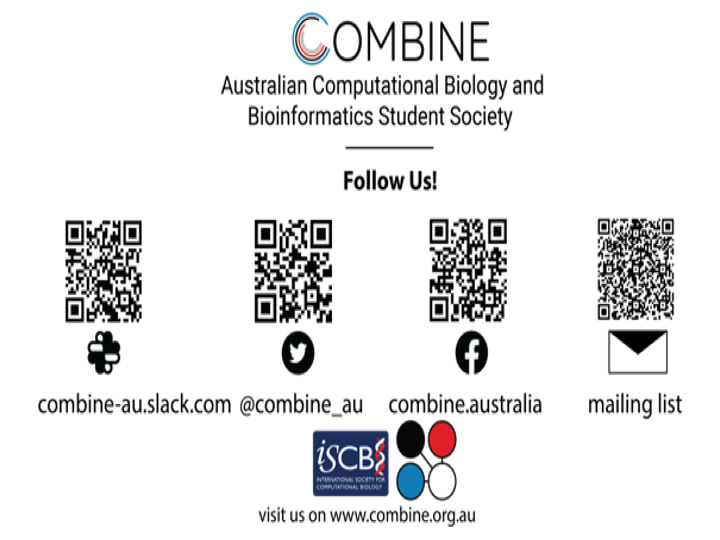 COMBINE
Australian Computational Biology and
Bioinformatics Student Society
Follow Us!
combine-au.slack.com @combine_au combine.australia mailing list
iSCB
INTERNATIONAL SOCIETY FOR
COMPUTATIONAL BIOLOGY
visit us on www.combine.org.au